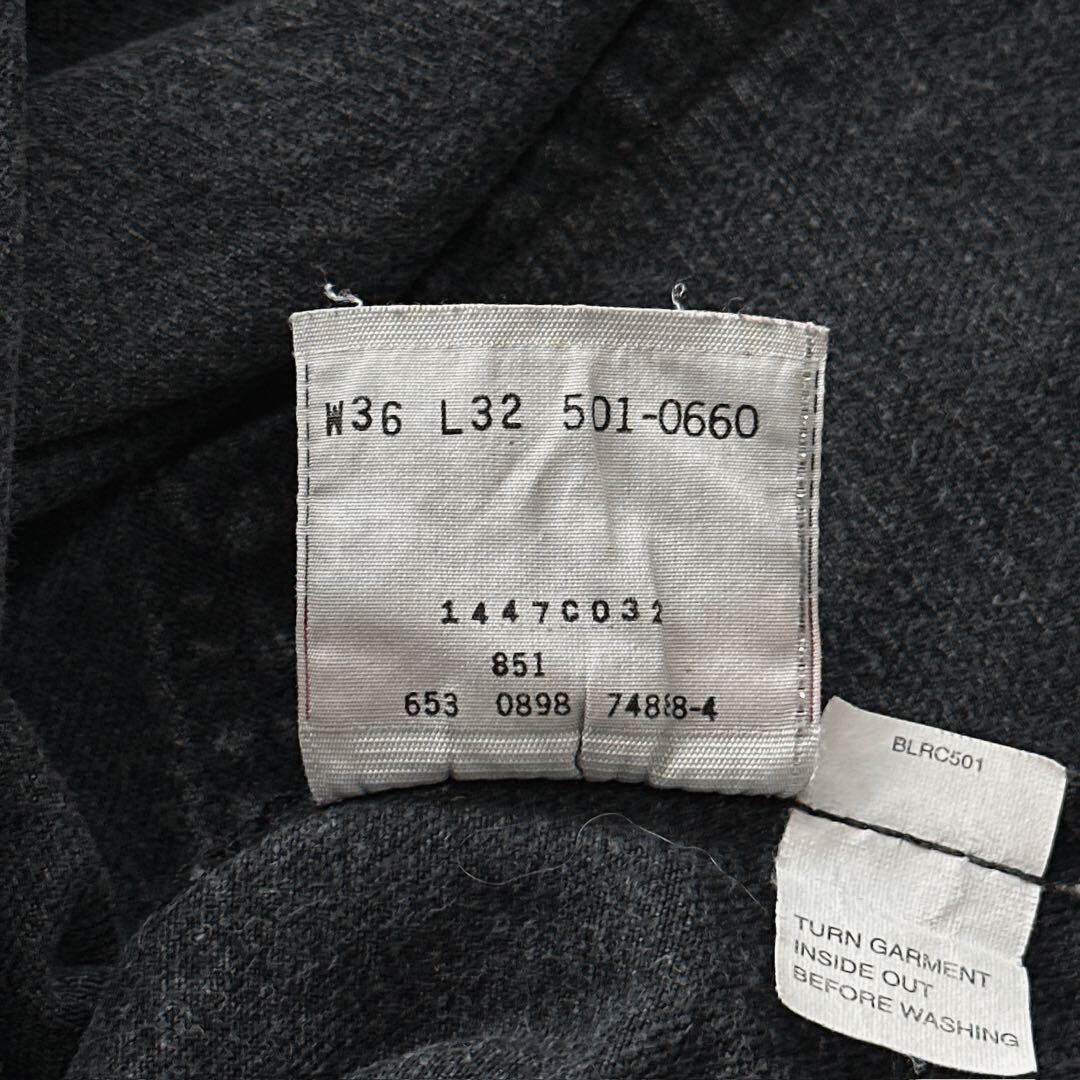 W36 L32 501-0660
1447C032
851
653 0898 7488-4
BLRC501
TURN GARMENT
INSIDE OUT
BEFORE WASHING